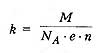 k = M / N_A · e · n